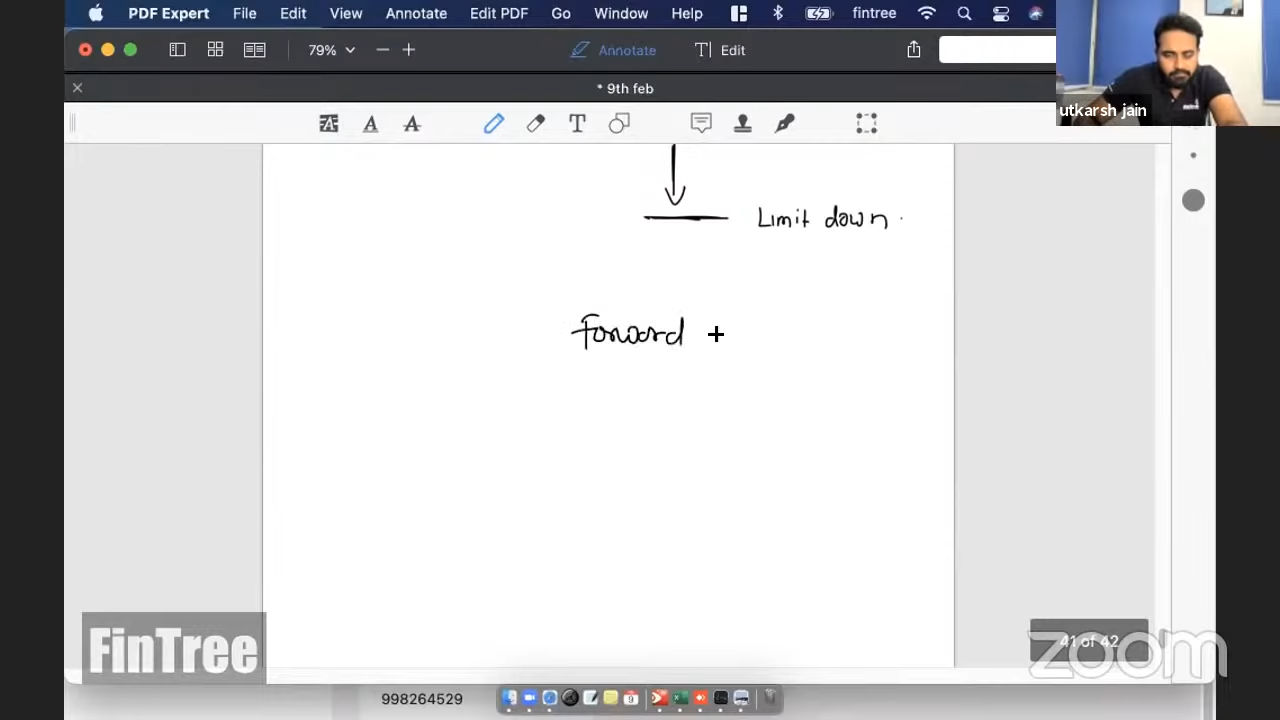 PDF Expert File Edit View Annotate Edit PDF Go Window Help fintree
79% Annotate T Edit
utkarsh jain
* 9th feb
A A A T
Limit down
Forward +
FinTree
41 of 42
zoom
998264529